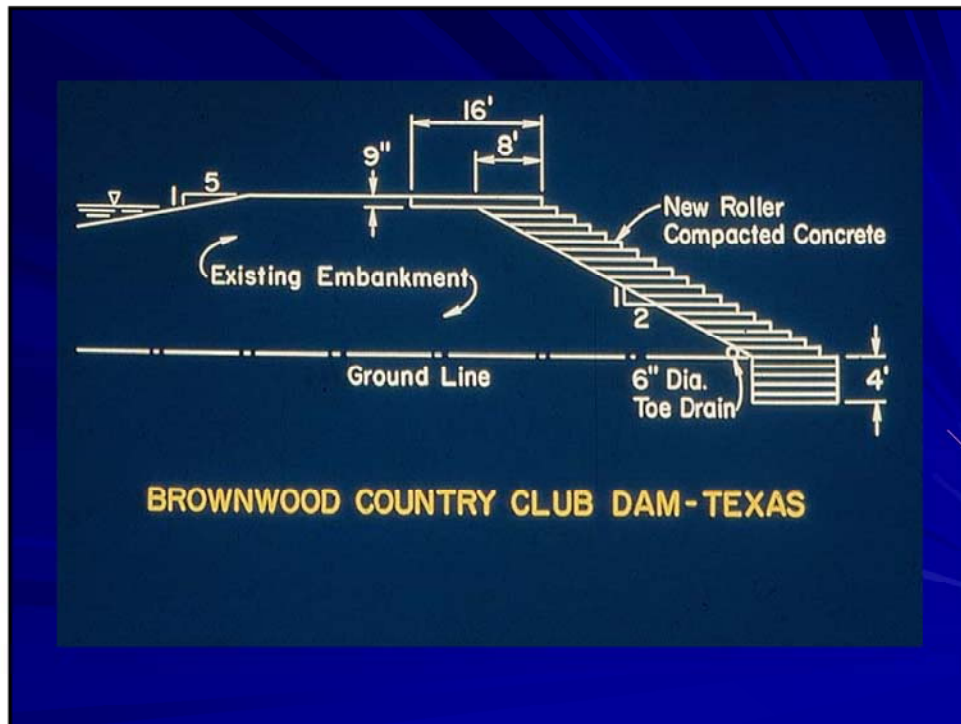 16'
8'
9"
1 5
New Roller
Compacted Concrete
Existing Embankment
1
2
Ground Line
6" Dia.
Toe Drain
4'
BROWNWOOD COUNTRY CLUB DAM-TEXAS